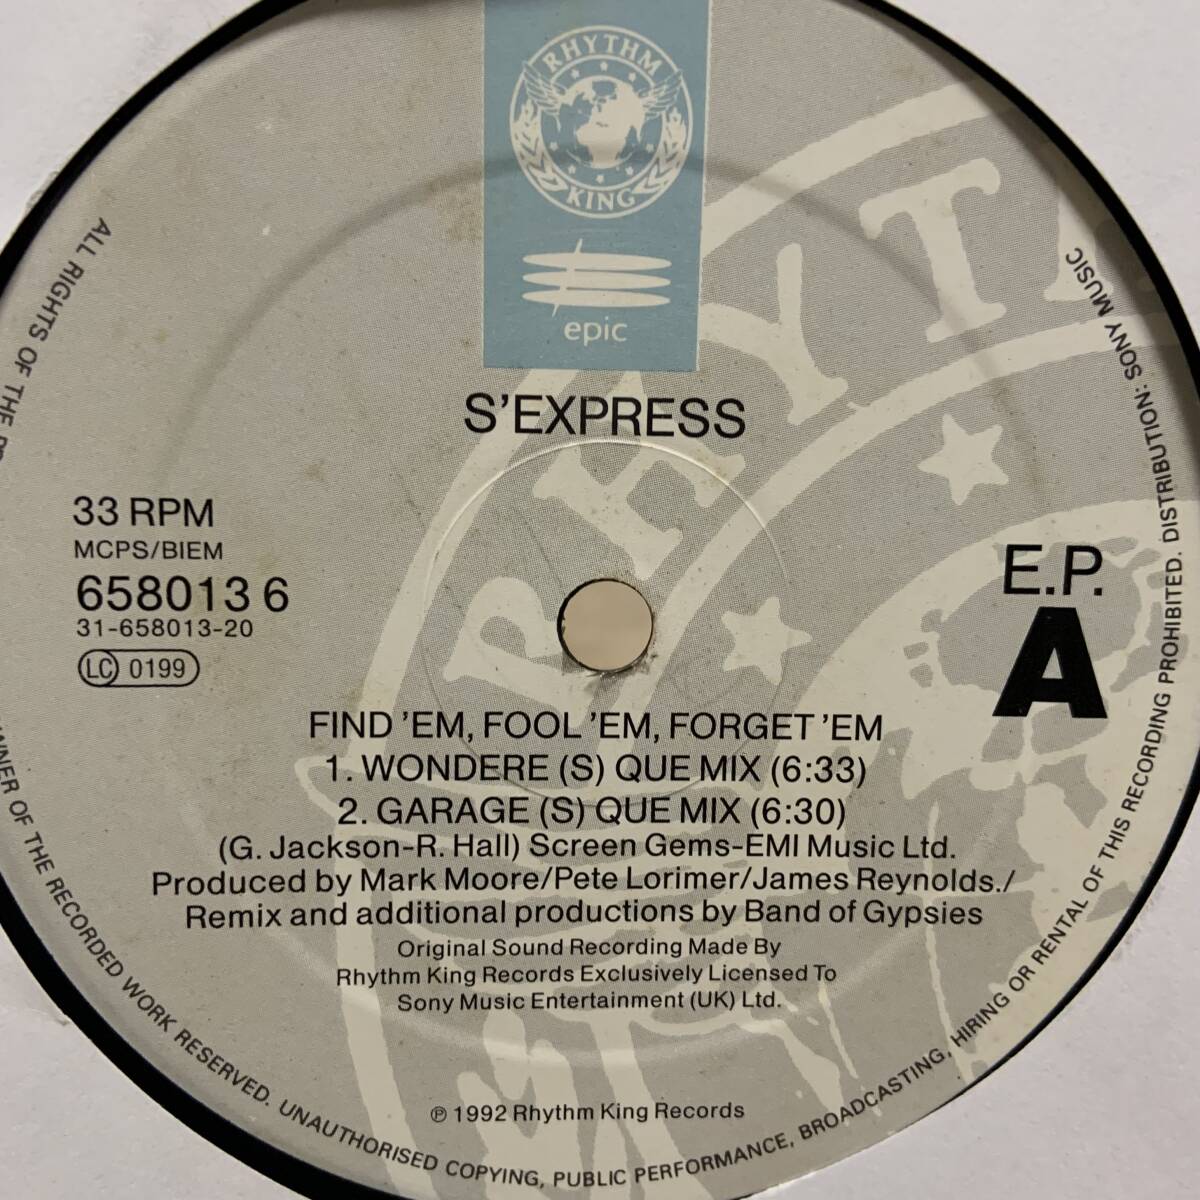 RHYTHM
KING
epic
S'EXPRESS
33 RPM
MCPS/BIEM
658013 6
31-658013-20
LC 0199
E.P.
A
FIND 'EM, FOOL 'EM, FORGET 'EM
1. WONDERE (S) QUE MIX (6:33)
2. GARAGE (S) QUE MIX (6:30)
(G. Jackson-R. Hall) Screen Gems-EMI Music Ltd.
Produced by Mark Moore/Pete Lorimer/James Reynolds./
Remix and additional productions by Band of Gypsies
Original Sound Recording Made By
Rhythm King Records Exclusively Licensed To
Sony Music Entertainment (UK) Ltd.
℗ 1992 Rhythm King Records
ALL RIGHTS OF THE
OWNER OF THE RECORDED WORK RESERVED. UNAUTHORISED COPYING, PUBLIC PERFORMANCE, BROADCASTING, HIRING OR RENTAL OF THIS RECORDING PROHIBITED. DISTRIBUTION: SONY MUSIC
RHYT